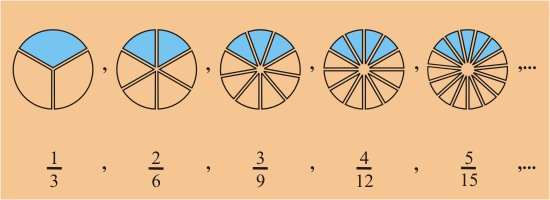 , , , , ,...
1/3 , 2/6 , 3/9 , 4/12 , 5/15 ,...